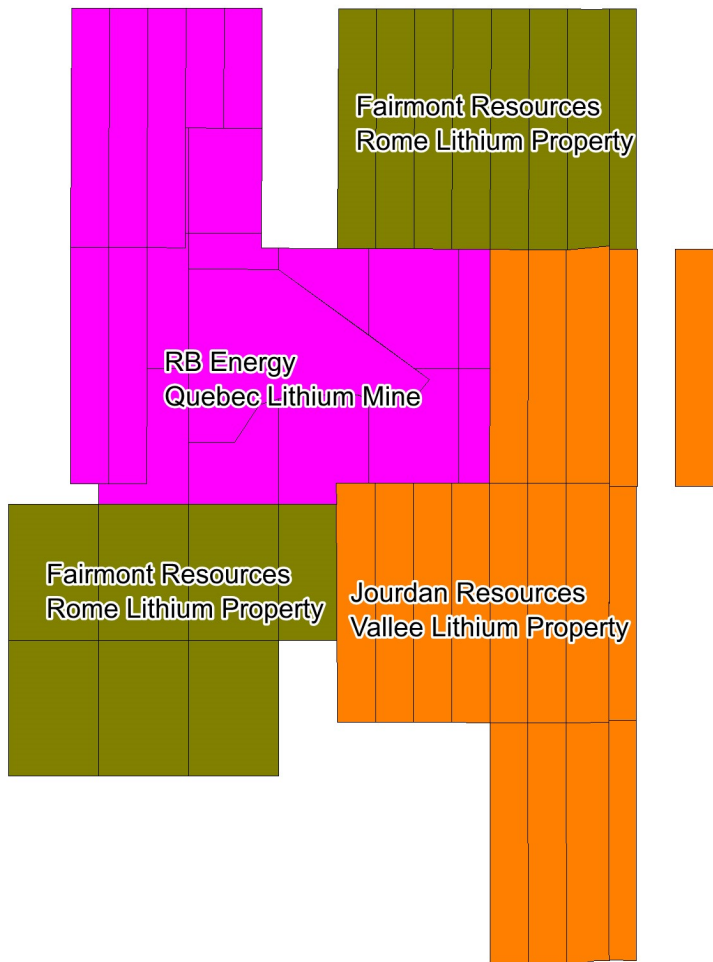 Fairmont Resources
Rome Lithium Property
RB Energy
Quebec Lithium Mine
Fairmont Resources
Rome Lithium Property
Jourdan Resources
Vallee Lithium Property